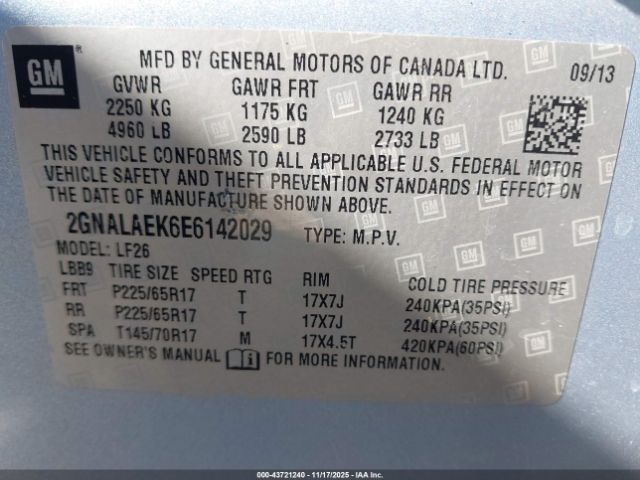 GM
MFD BY GENERAL MOTORS OF CANADA LTD. 09/13
GVWR GAWR FRT GAWR RR
2250 KG 1175 KG 1240 KG
4960 LB 2590 LB 2733 LB
THIS VEHICLE CONFORMS TO ALL APPLICABLE U.S. FEDERAL MOTOR
VEHICLE SAFETY AND THEFT PREVENTION STANDARDS IN EFFECT ON
THE DATE OF MANUFACTURE SHOWN ABOVE.
2GNALAEK6E6142029 TYPE: M.P.V.
MODEL: LF26
LBB9 TIRE SIZE SPEED RTG RIM COLD TIRE PRESSURE
FRT P225/65R17 T 17X7J 240KPA(35PSI)
RR P225/65R17 T 17X7J 240KPA(35PSI)
SPA T145/70R17 M 17X4.5T 420KPA(60PSI)
SEE OWNER'S MANUAL FOR MORE INFORMATION.
000-43721240 - 11/17/2025 - IAAI.com